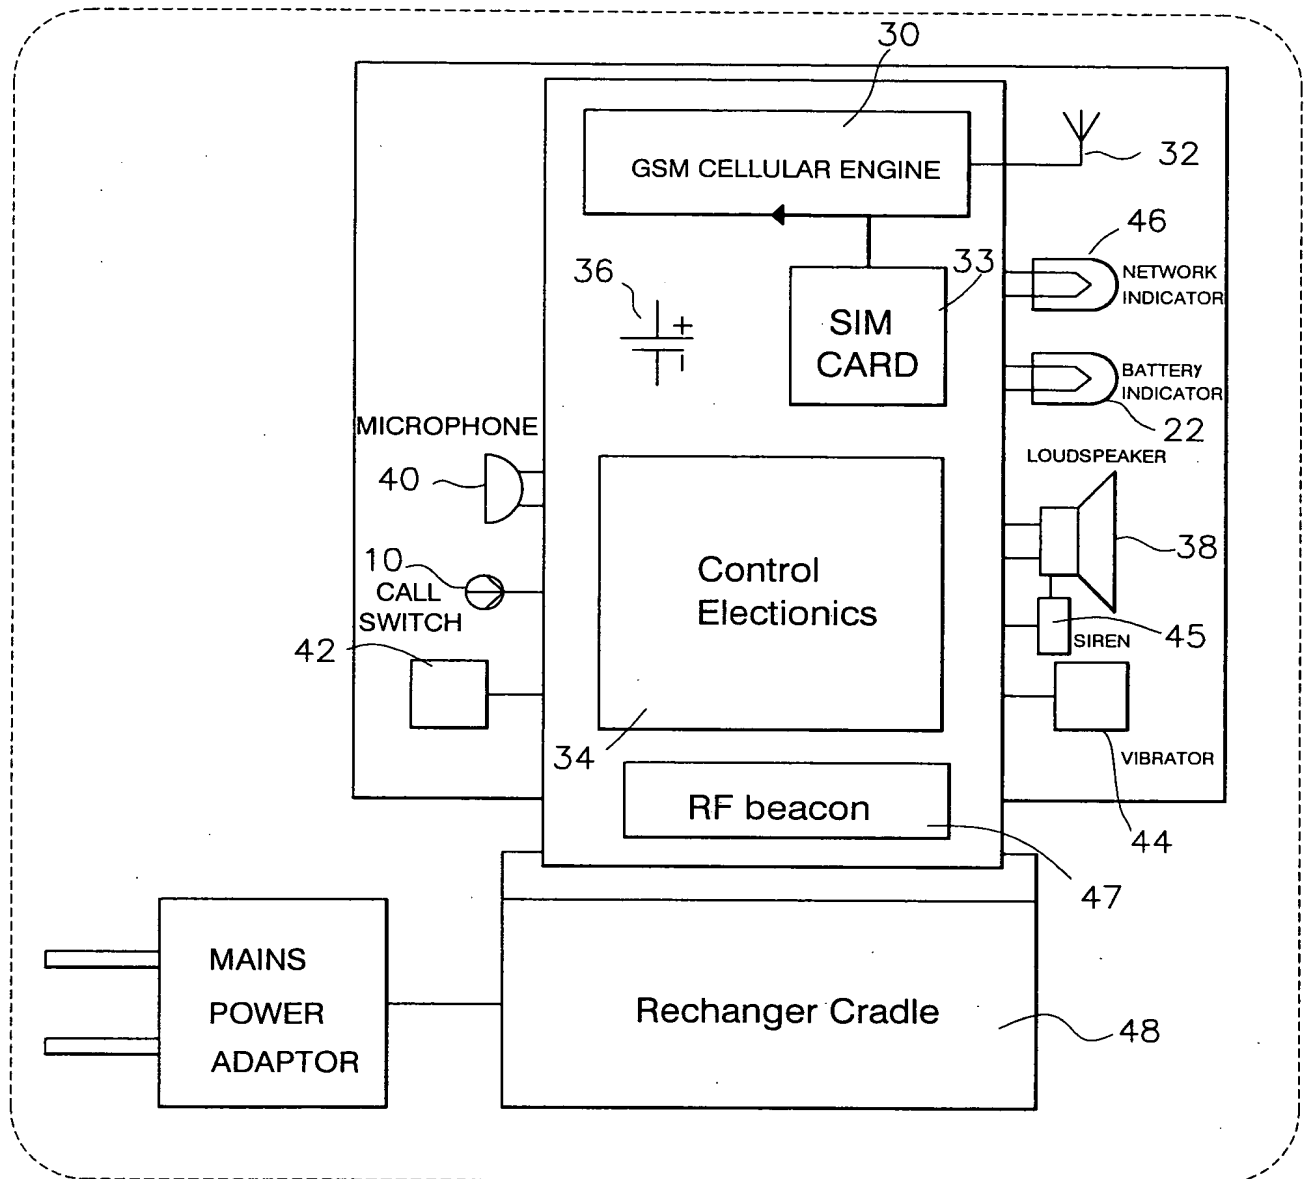 30
GSM CELLULAR ENGINE
32
46
36
33
NETWORK
INDICATOR
+
SIM
CARD
BATTERY
INDICATOR
22
MICROPHONE
LOUDSPEAKER
40
38
10
CALL
SWITCH
Control
Electionics
42
45
SIREN
34
VIBRATOR
RF beacon
44
47
MAINS
POWER
ADAPTOR
Rechanger Cradle
48